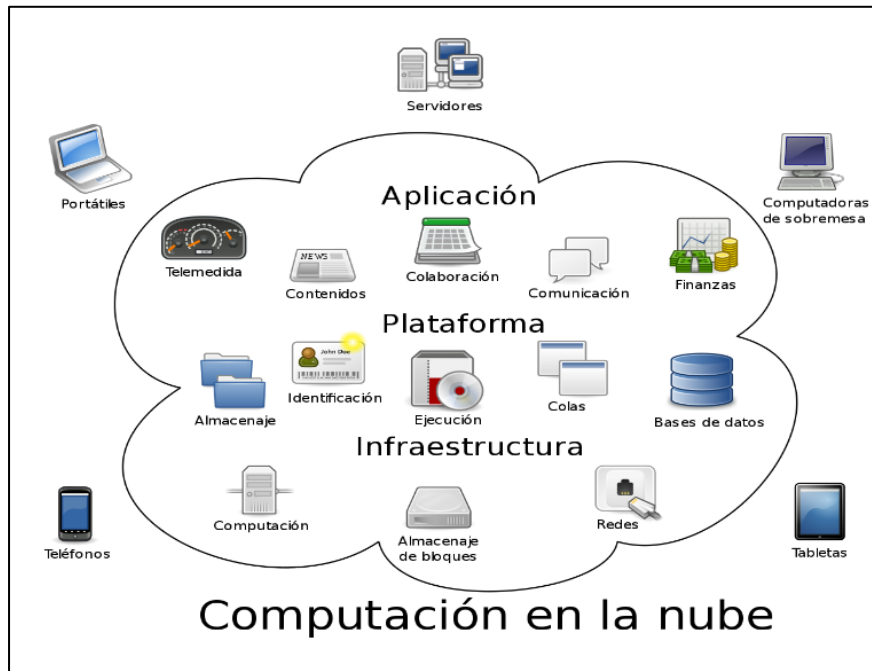 Servidores
Portátiles
Computadoras
de sobremesa
Aplicación
Telemedida
NEWS
Contenidos
Colaboración
Comunicación
Finanzas
Plataforma
John Doe
Almacenaje
Identificación
Ejecución
Colas
Bases de datos
Infraestructura
Computación
Almacenaje
de bloques
Redes
Teléfonos
Tabletas
Computación en la nube